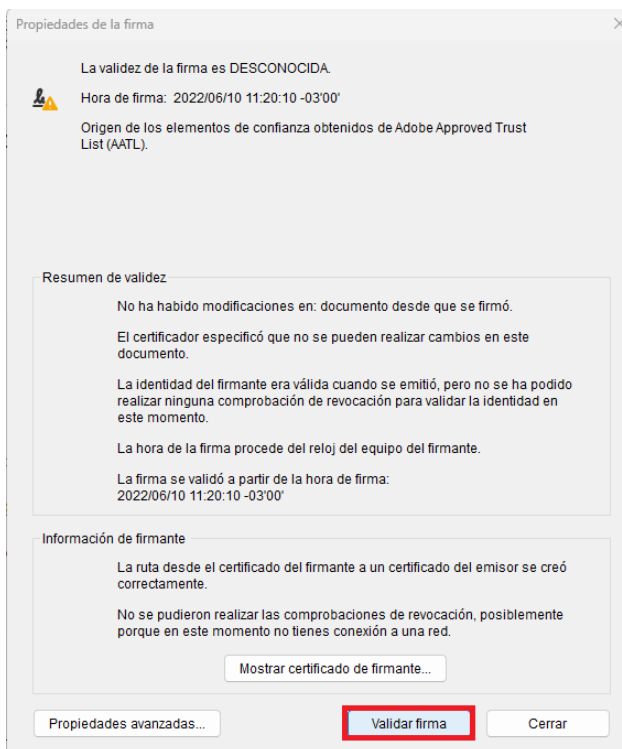 Propiedades de la firma
La validez de la firma es DESCONOCIDA.
Hora de firma: 2022/06/10 11:20:10 -03'00'
Origen de los elementos de confianza obtenidos de Adobe Approved Trust
List (AATL).
Resumen de validez
No ha habido modificaciones en: documento desde que se firmó.
El certificador especificó que no se pueden realizar cambios en este
documento.
La identidad del firmante era válida cuando se emitió, pero no se ha podido
realizar ninguna comprobación de revocación para validar la identidad en
este momento.
La hora de la firma procede del reloj del equipo del firmante.
La firma se validó a partir de la hora de firma:
2022/06/10 11:20:10 -03'00'
Información de firmante
La ruta desde el certificado del firmante a un certificado del emisor se creó
correctamente.
No se pudieron realizar las comprobaciones de revocación, posiblemente
porque en este momento no tienes conexión a una red.
Mostrar certificado de firmante...
Propiedades avanzadas...
Validar firma
Cerrar